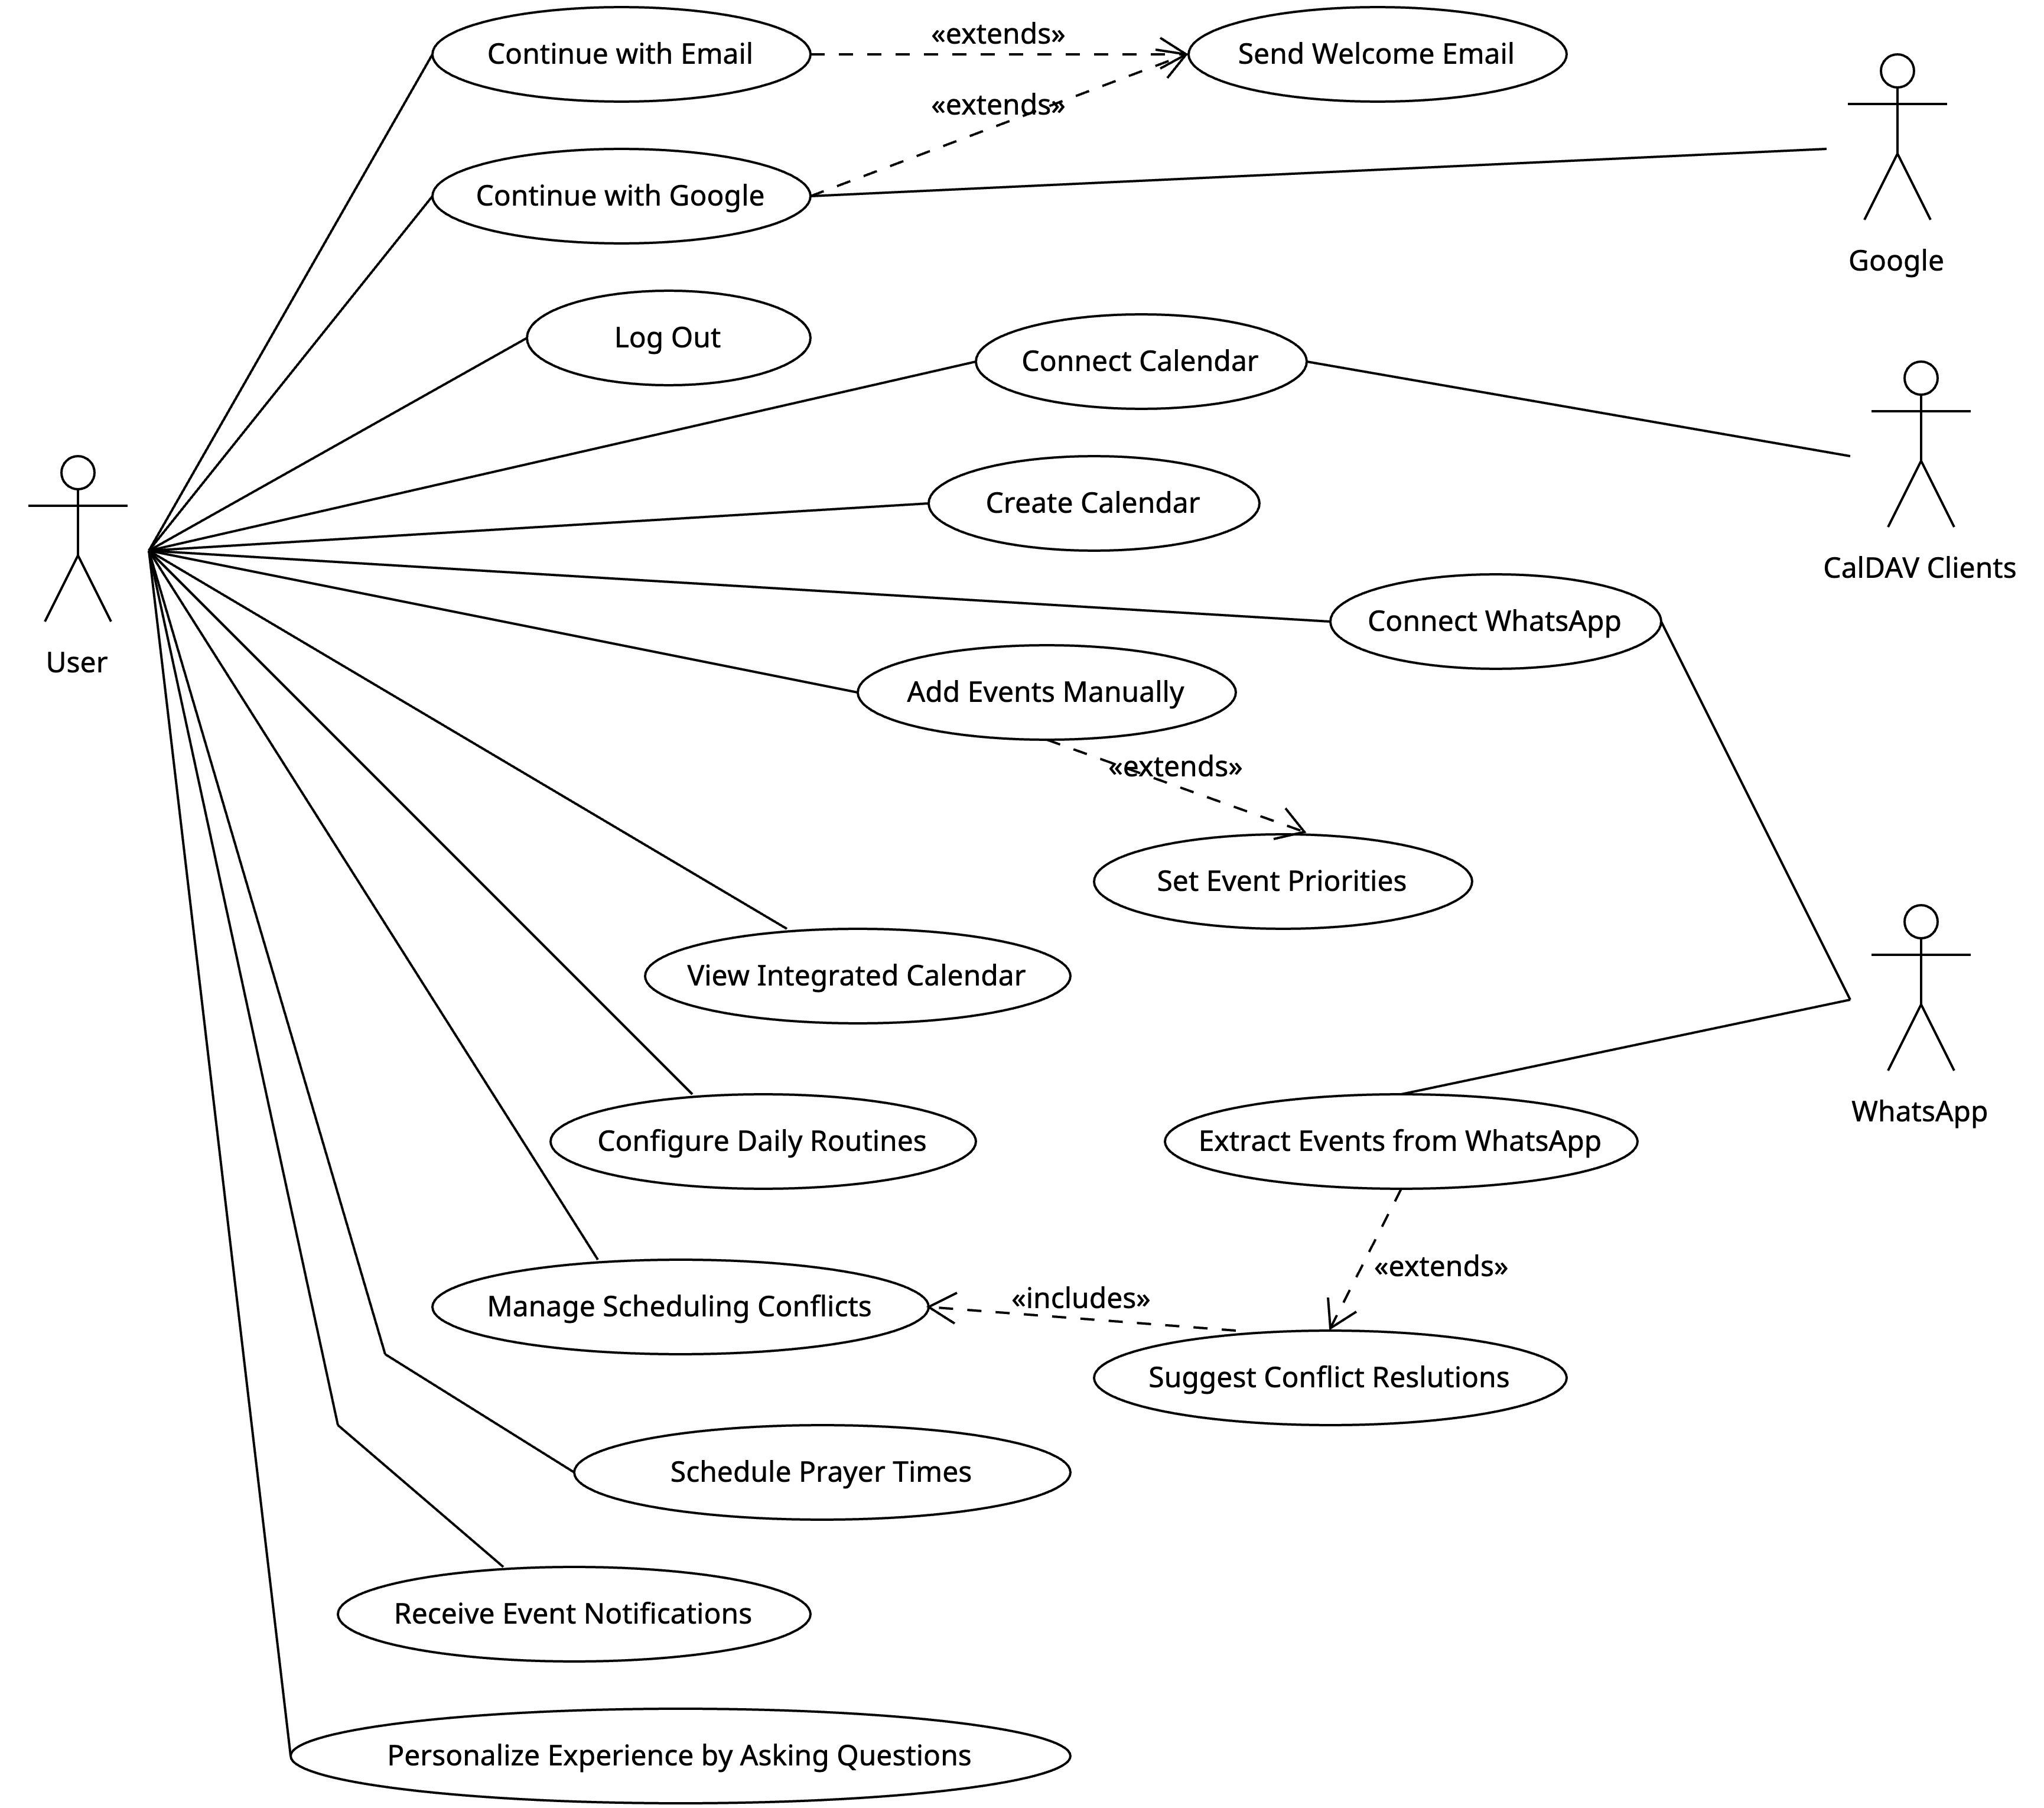 Continue with Email
«extends»
Send Welcome Email
«extends»
Continue with Google
Google
Log Out
Connect Calendar
Create Calendar
CalDAV Clients
Connect WhatsApp
User
Add Events Manually
«extends»
Set Event Priorities
View Integrated Calendar
WhatsApp
Configure Daily Routines
Extract Events from WhatsApp
«extends»
Manage Scheduling Conflicts
«includes»
Suggest Conflict Reslutions
Schedule Prayer Times
Receive Event Notifications
Personalize Experience by Asking Questions